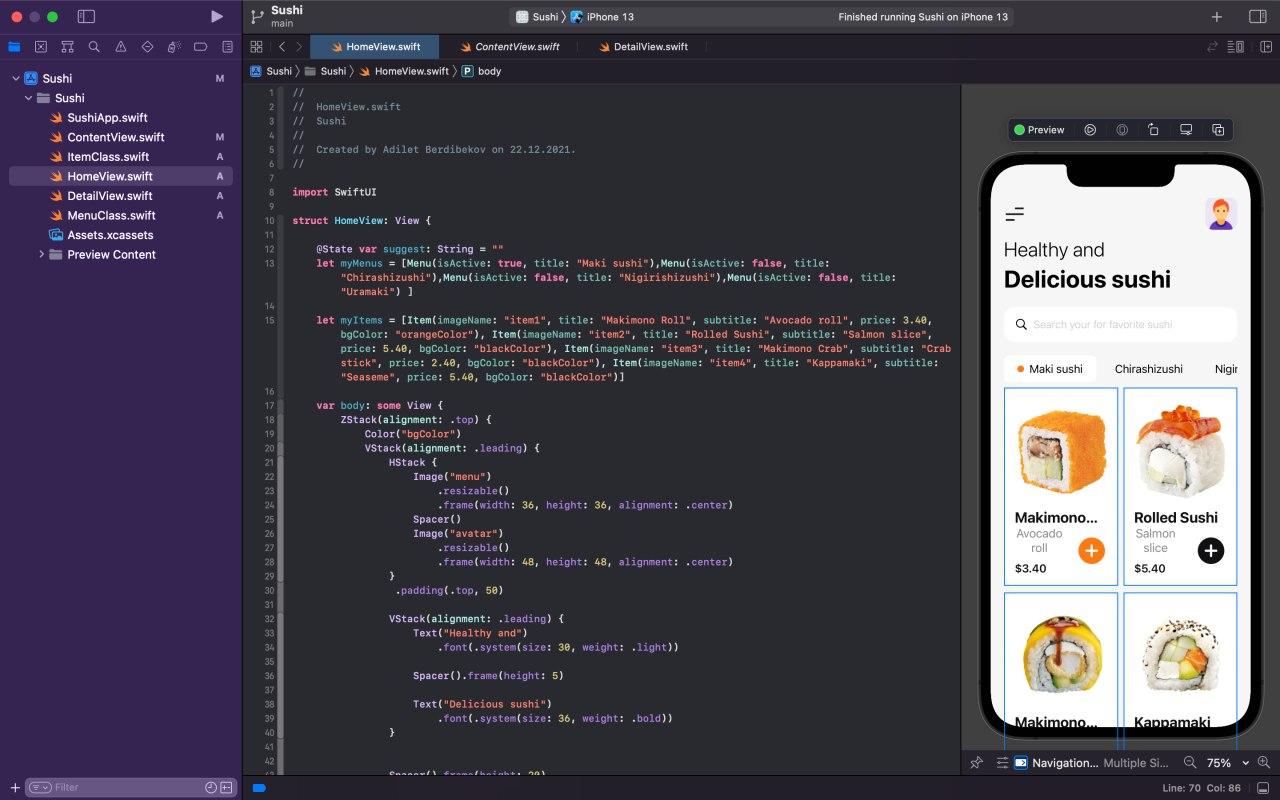 Sushi
main
Sushi 〉 iPhone 13
Finished running Sushi on iPhone 13
HomeView.swift
ContentView.swift
DetailView.swift
Sushi 〉 Sushi 〉 HomeView.swift 〉 P body
Sushi M
Sushi
SushiApp.swift
ContentView.swift M
ItemClass.swift A
HomeView.swift A
DetailView.swift A
MenuClass.swift A
Assets.xcassets
Preview Content
Filter
1 //
2 //  HomeView.swift
3 //  Sushi
4 //
5 //  Created by Adilet Berdibekov on 22.12.2021.
6 //
7
8 import SwiftUI
9
10 struct HomeView: View {
11
12     @State var suggest: String = ""
13     let myMenus = [Menu(isActive: true, title: "Maki sushi"),Menu(isActive: false, title:
"Chirashizushi"),Menu(isActive: false, title: "Nigirishizushi"),Menu(isActive: false, title:
"Uramaki") ]
14
15     let myItems = [Item(imageName: "item1", title: "Makimono Roll", subtitle: "Avocado roll", price: 3.40,
bgColor: "orangeColor"), Item(imageName: "item2", title: "Rolled Sushi", subtitle: "Salmon slice",
price: 5.40, bgColor: "blackColor"), Item(imageName: "item3", title: "Makimono Crab", subtitle: "Crab
stick", price: 2.40, bgColor: "blackColor"), Item(imageName: "item4", title: "Kappamaki", subtitle:
"Seaseme", price: 5.40, bgColor: "blackColor")]
16
17     var body: some View {
18         ZStack(alignment: .top) {
19             Color("bgColor")
20             VStack(alignment: .leading) {
21                 HStack {
22                     Image("menu")
23                         .resizable()
24                         .frame(width: 36, height: 36, alignment: .center)
25                     Spacer()
26                     Image("avatar")
27                         .resizable()
28                         .frame(width: 48, height: 48, alignment: .center)
29                 }
30                  .padding(.top, 50)
31
32                 VStack(alignment: .leading) {
33                     Text("Healthy and")
34                         .font(.system(size: 30, weight: .light))
35
36                     Spacer().frame(height: 5)
37
38                     Text("Delicious sushi")
39                         .font(.system(size: 36, weight: .bold))
40                 }
41
42                 Spacer().frame(height: 20)
Preview
Healthy and
Delicious sushi
Search your for favorite sushi
Maki sushi
Chirashizushi
Nigir
Makimono...
Avocado
roll
$3.40
Rolled Sushi
Salmon
slice
$5.40
Makimono...
Kappamaki
Navigation... Multiple Si...
75%
Line: 70 Col: 86